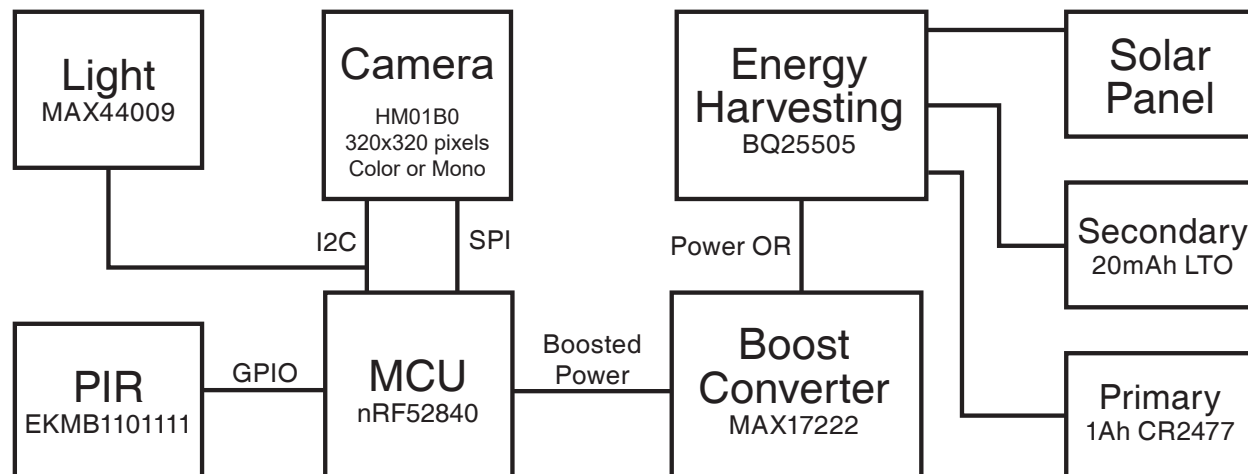 Light
MAX44009
Camera
HM01B0
320x320 pixels
Color or Mono
Energy
Harvesting
BQ25505
Solar
Panel
I2C
SPI
Power OR
Secondary
20mAh LTO
PIR
EKMB1101111
GPIO
MCU
nRF52840
Boosted
Power
Boost
Converter
MAX17222
Primary
1Ah CR2477